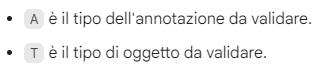 • A è il tipo dell'annotazione da validare.
• T è il tipo di oggetto da validare.